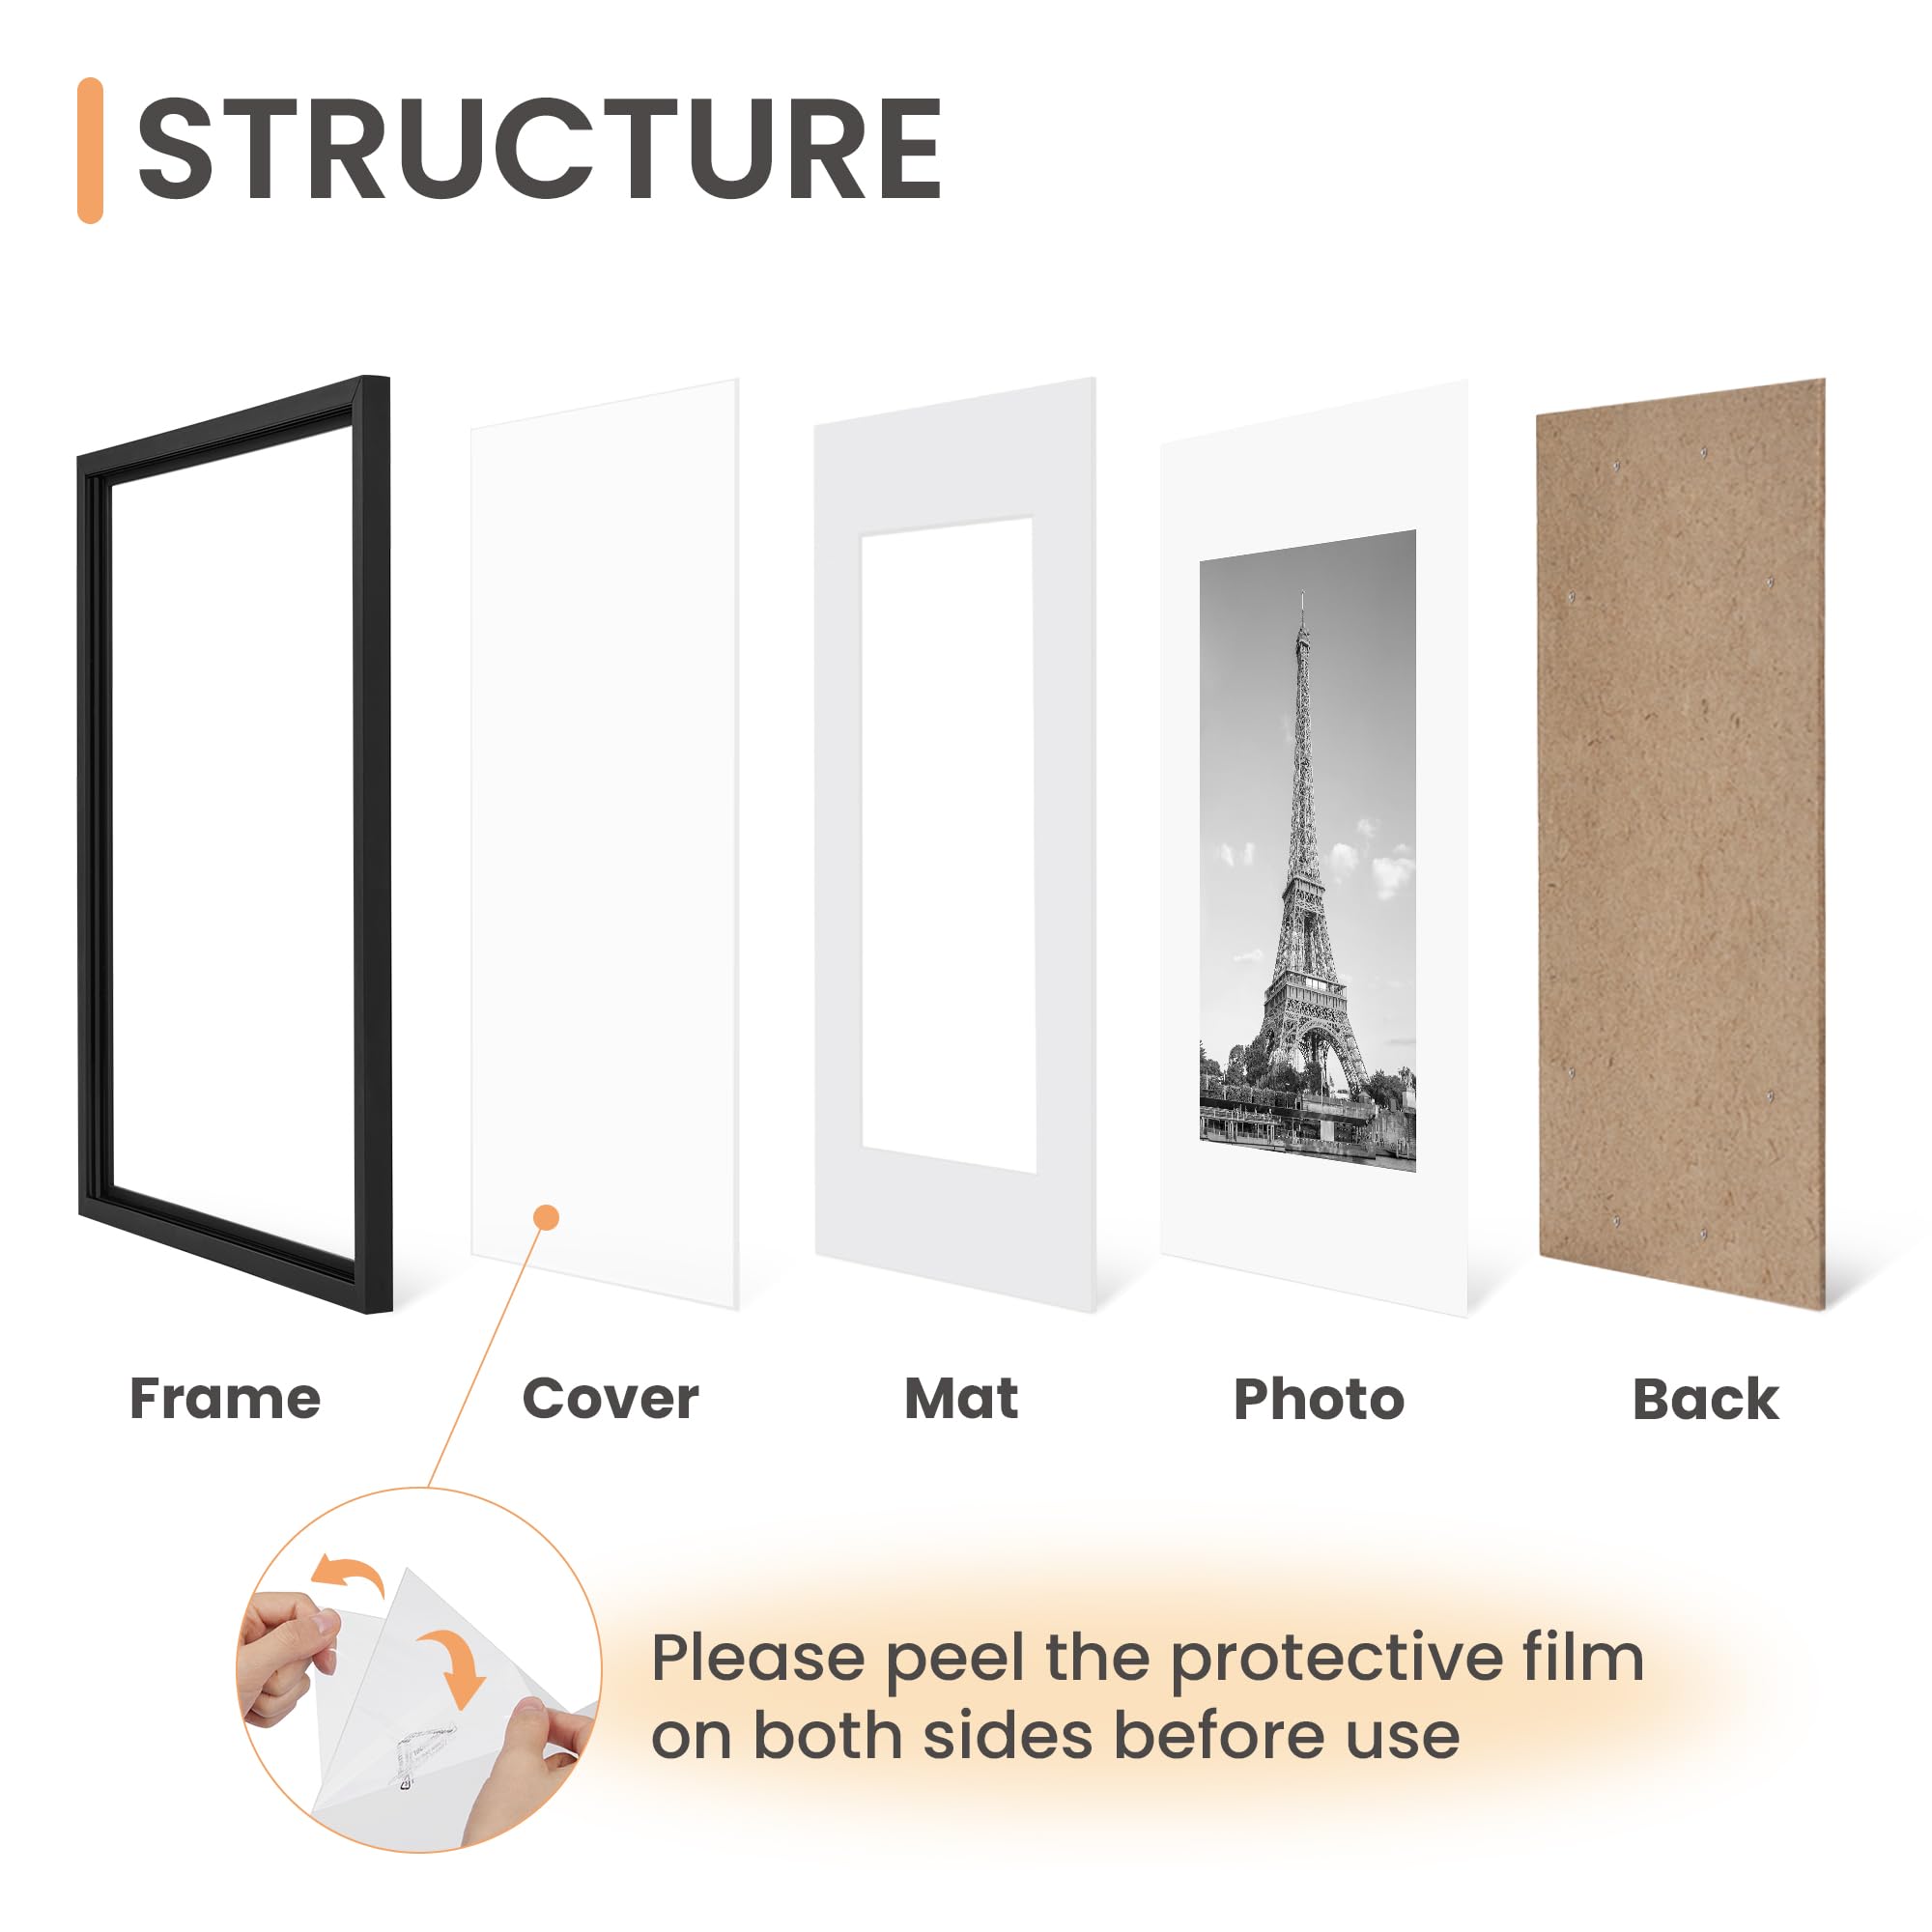 STRUCTURE
Frame
Cover
Mat
Photo
Back
Please peel the protective film
on both sides before use